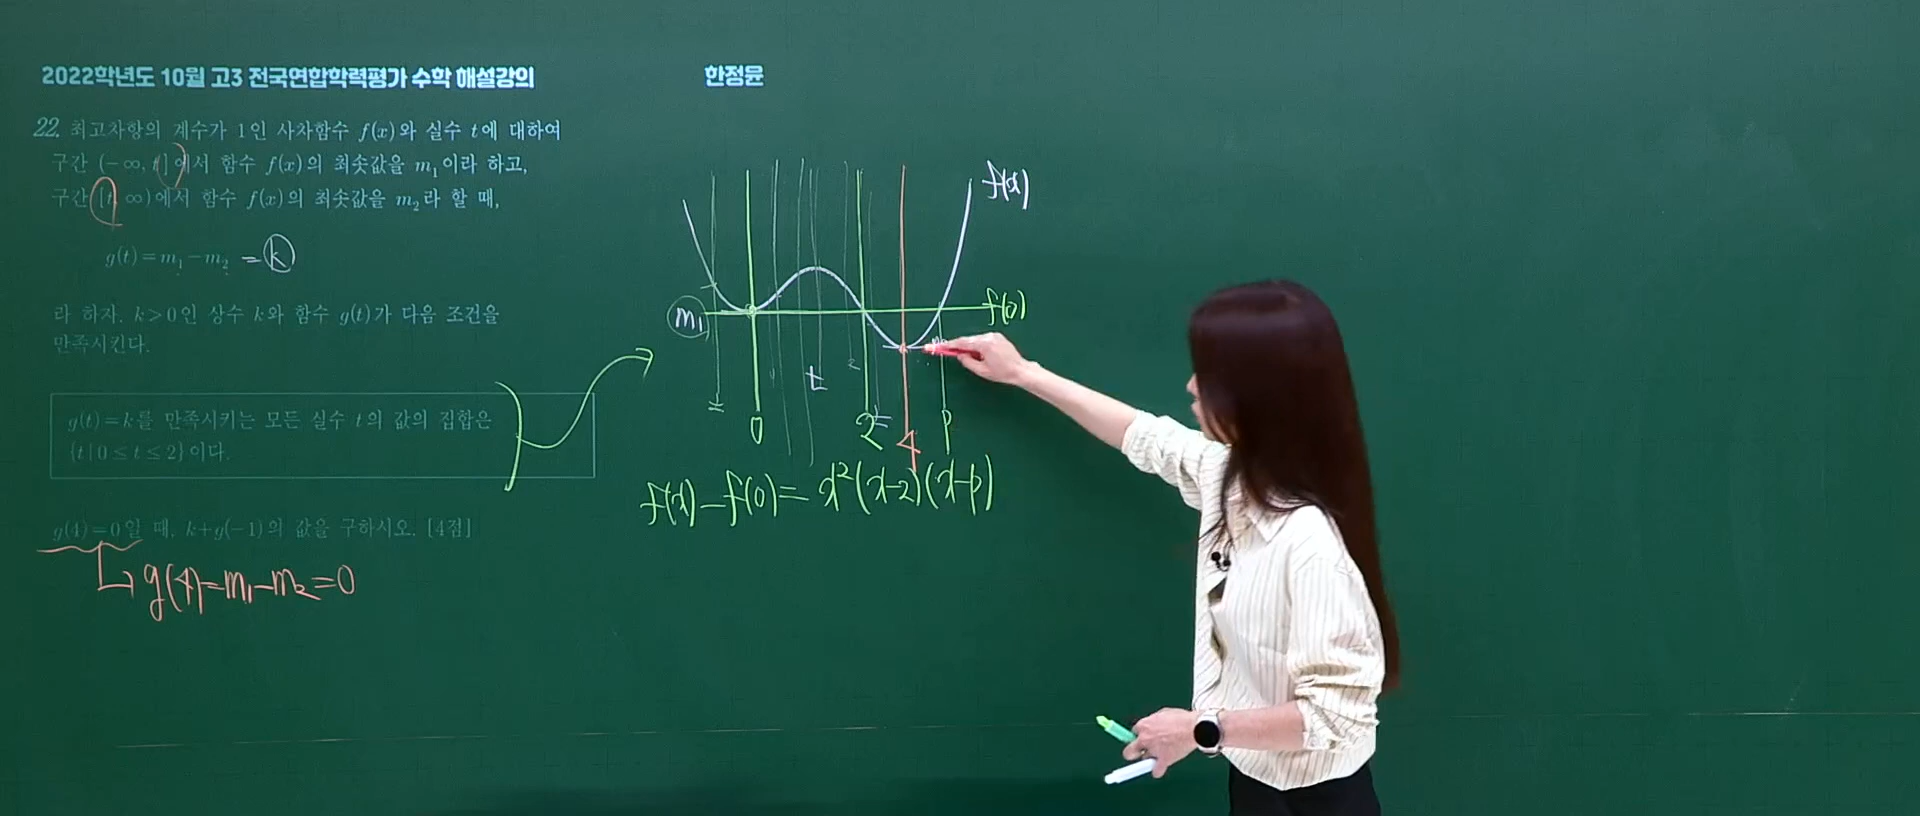 2022학년도 10월 고3 전국연합학력평가 수학 해설강의
한정윤
22. 최고차항의 계수가 1인 사차함수 f(x)와 실수 t에 대하여
구간 (-∞, t]에서 함수 f(x)의 최솟값을 m₁이라 하고,
구간 [t, ∞)에서 함수 f(x)의 최솟값을 m₂라 할 때,
g(t)=m₁-m₂ = k
라 하자. k>0인 상수 k와 함수 g(t)가 다음 조건을
만족시킨다.
g(t)=k를 만족시키는 모든 실수 t의 값의 집합은
{t|0≤t≤2}이다.
g(4)=0일 때, k+g(-1)의 값을 구하시오. [4점]
g(4)=m₁-m₂=0
f(x)
m₁
f(0)
t
0
2
4
p
f(x)-f(0)=x²(x-2)(x-p)